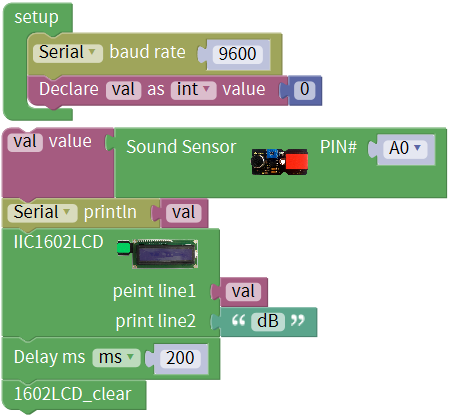 setup
Serial baud rate 9600
Declare val as int value 0
val value Sound Sensor PIN# A0
Serial println val
IIC1602LCD
peint line1 val
print line2 “ dB ”
Delay ms ms 200
1602LCD_clear